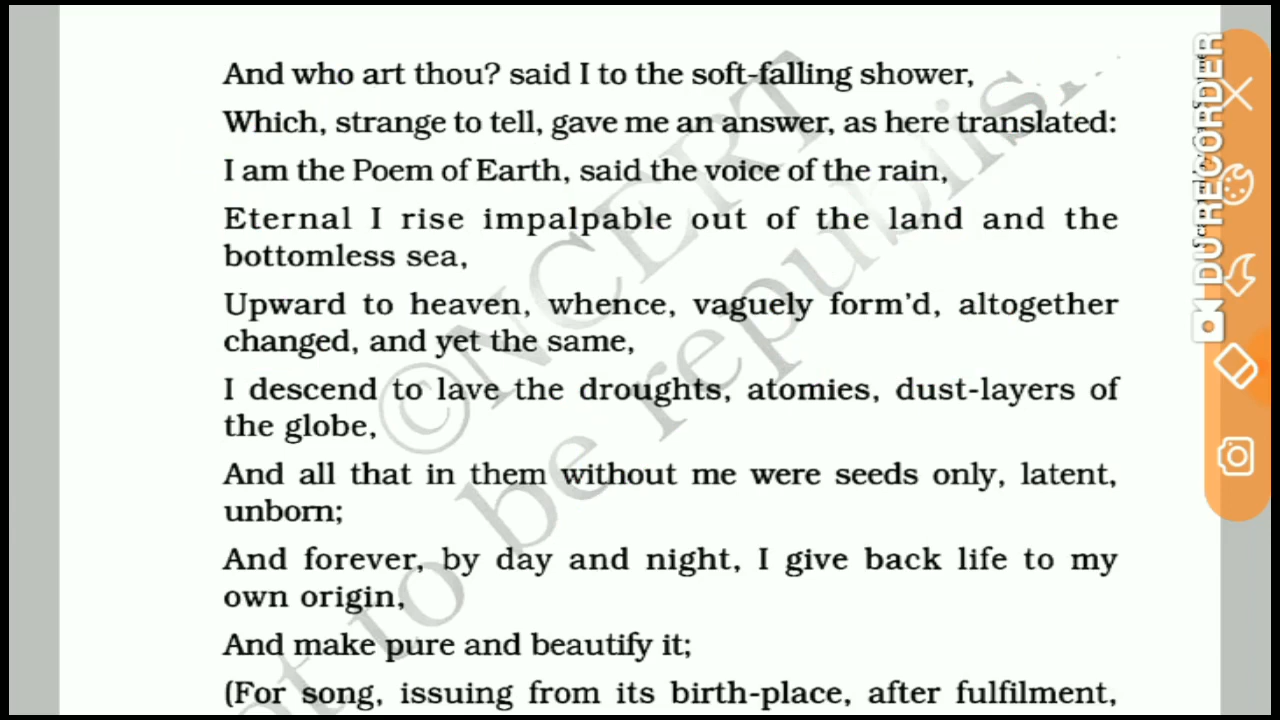 And who art thou? said I to the soft-falling shower,
Which, strange to tell, gave me an answer, as here translated:
I am the Poem of Earth, said the voice of the rain,
Eternal I rise impalpable out of the land and the
bottomless sea,
Upward to heaven, whence, vaguely form'd, altogether
changed, and yet the same,
I descend to lave the droughts, atomies, dust-layers of
the globe,
And all that in them without me were seeds only, latent,
unborn;
And forever, by day and night, I give back life to my
own origin,
And make pure and beautify it;
(For song, issuing from its birth-place, after fulfilment,
©NCERT
not to be republis
DU RECORDER